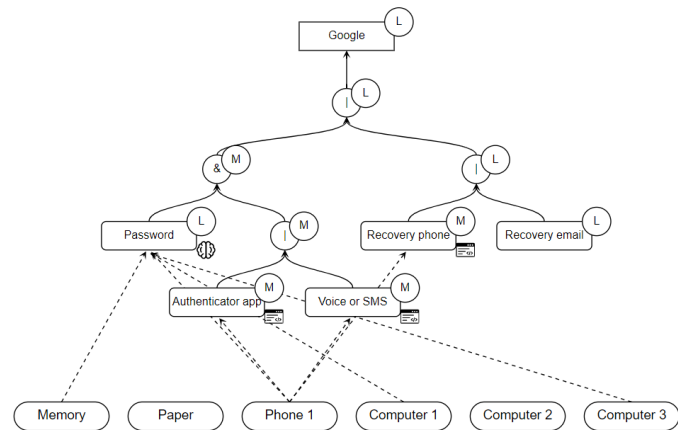 Google
L
|
L
&
M
|
L
Password
L
|
M
Recovery phone
M
Recovery email
L
Authenticator app
M
Voice or SMS
M
Memory
Paper
Phone 1
Computer 1
Computer 2
Computer 3